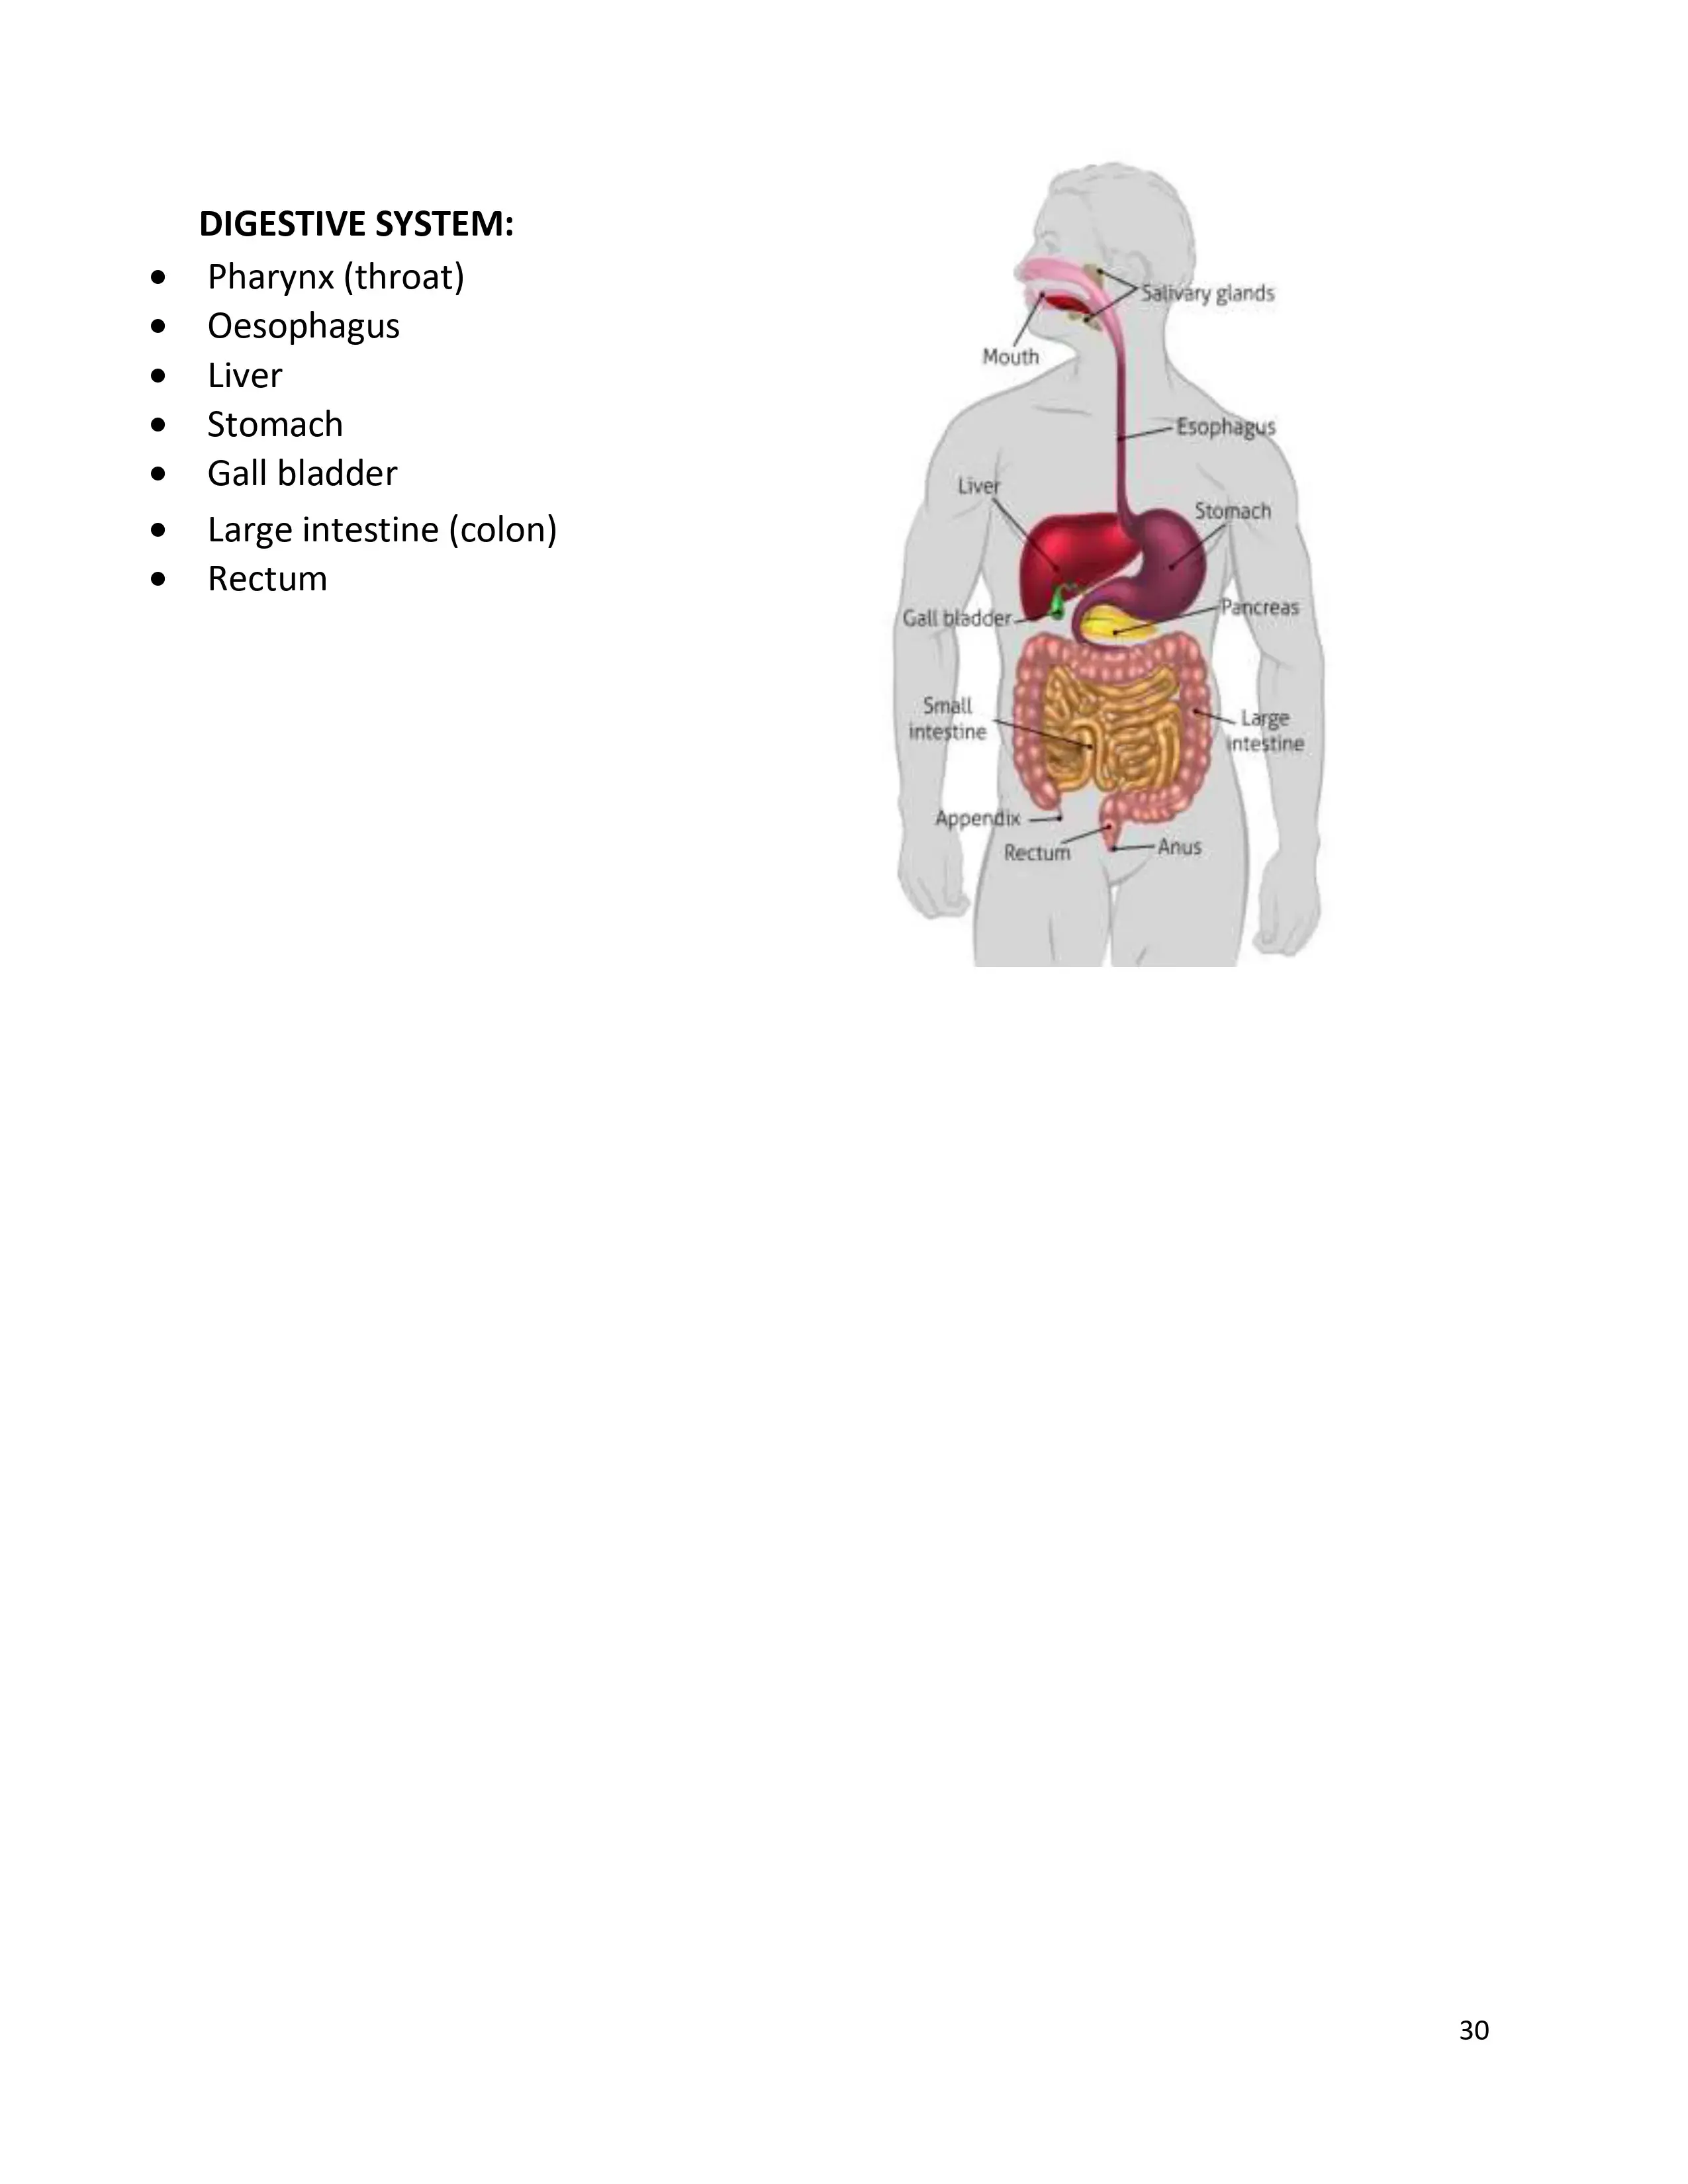 DIGESTIVE SYSTEM:
• Pharynx (throat)
• Oesophagus
• Liver
• Stomach
• Gall bladder
• Large intestine (colon)
• Rectum
Salivary glands
Mouth
Esophagus
Liver
Stomach
Gall bladder
Pancreas
Small
intestine
Large
intestine
Appendix
Rectum
Anus
30